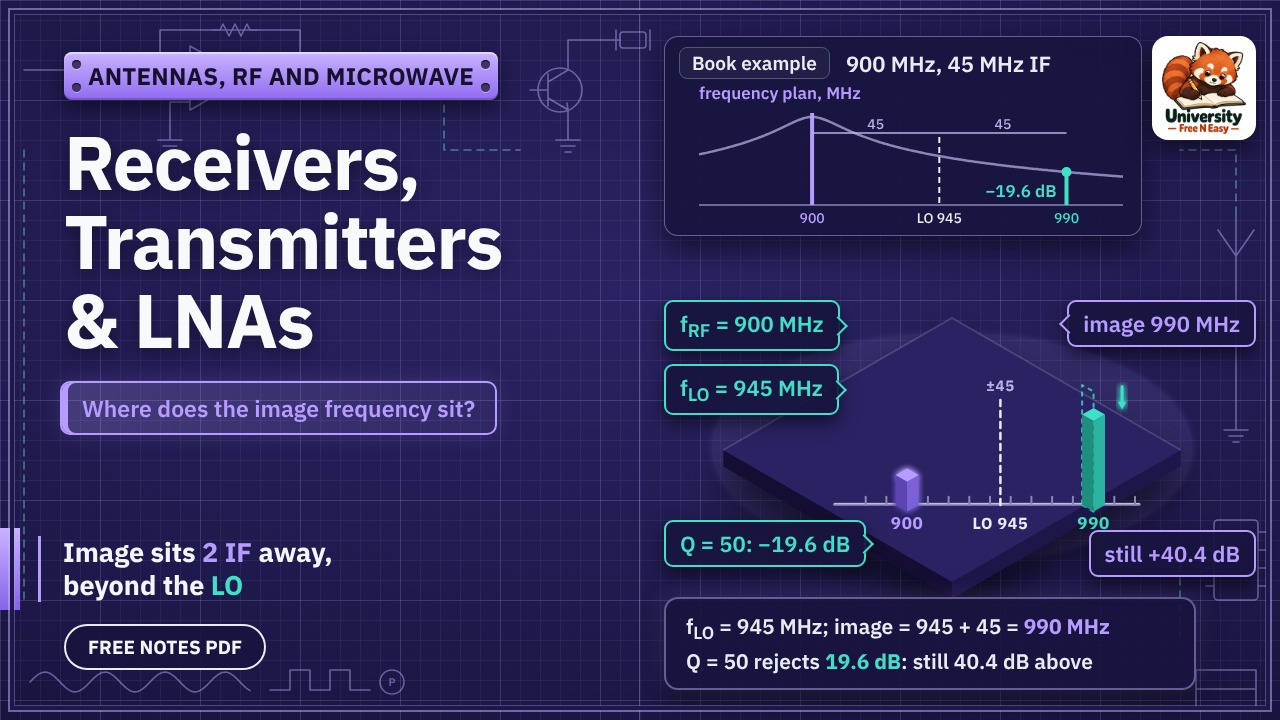 ANTENNAS, RF AND MICROWAVE
Receivers,
Transmitters
& LNAs
Where does the image frequency sit?
Image sits 2 IF away,
beyond the LO
FREE NOTES PDF
P
Book example
900 MHz, 45 MHz IF
frequency plan, MHz
45
45
−19.6 dB
900
LO 945
990
University
Free N Easy
fRF = 900 MHz
image 990 MHz
fLO = 945 MHz
±45
900
LO 945
990
Q = 50: −19.6 dB
still +40.4 dB
fLO = 945 MHz; image = 945 + 45 = 990 MHz
Q = 50 rejects 19.6 dB: still 40.4 dB above